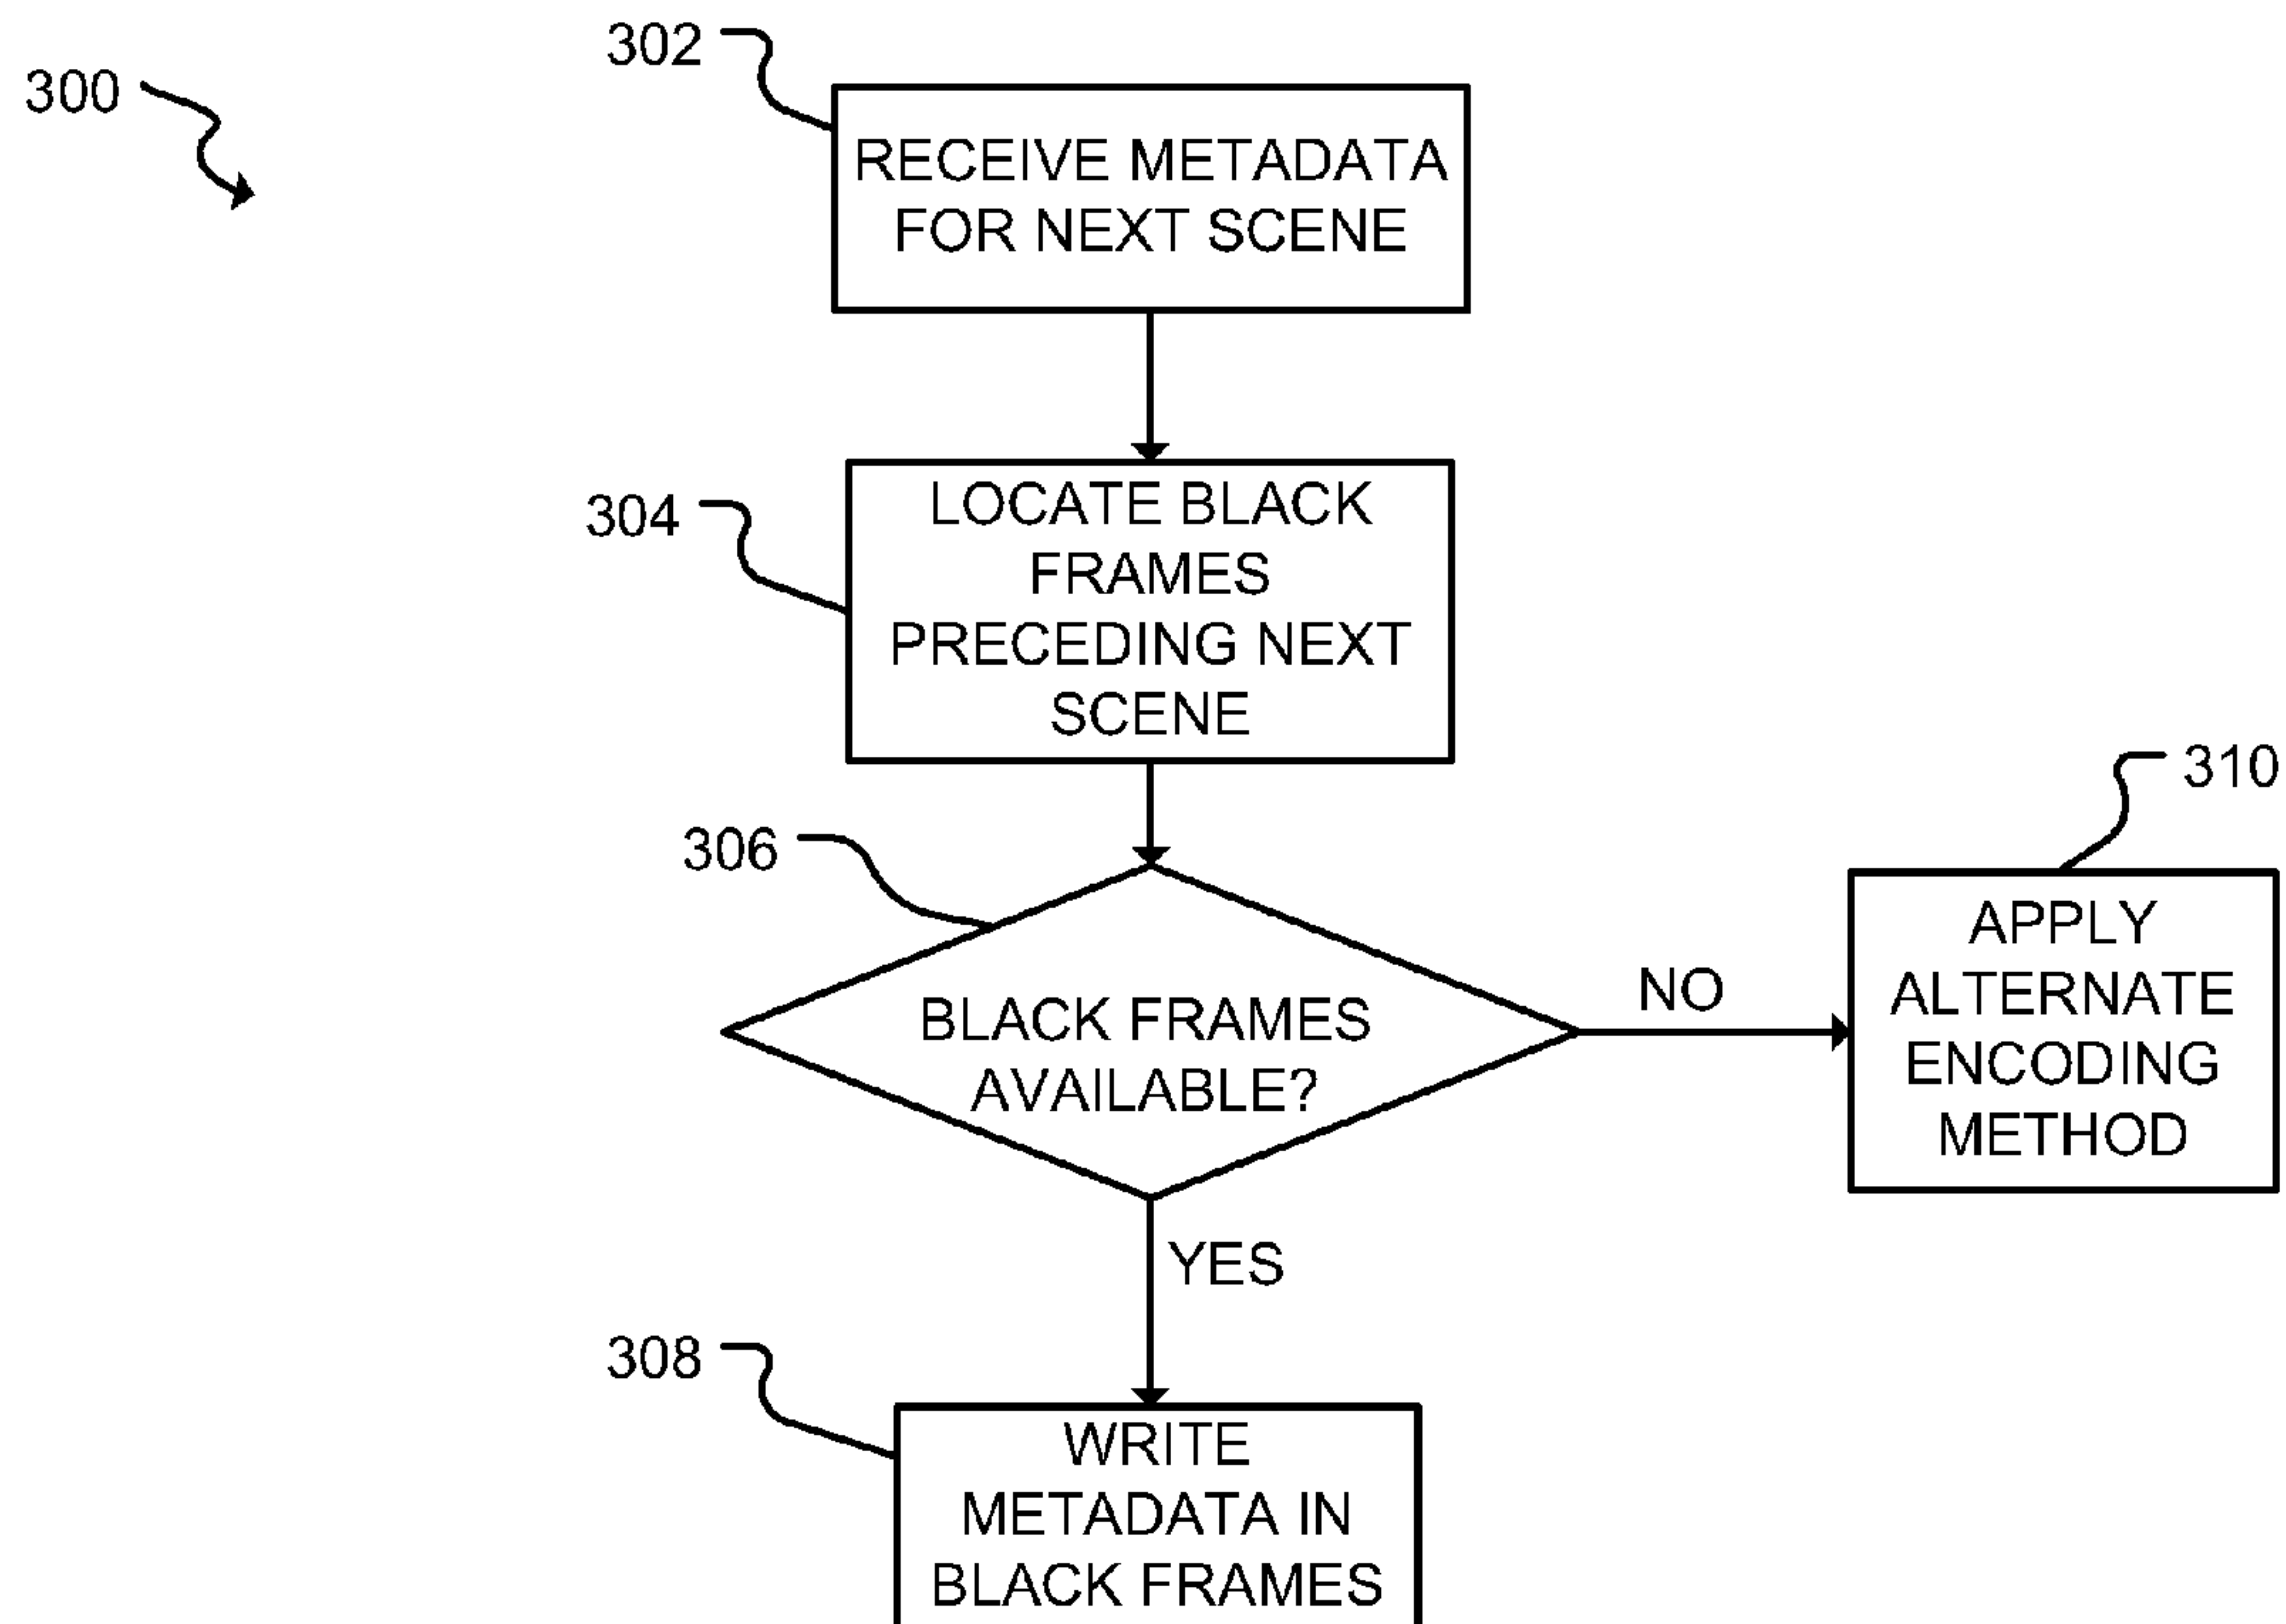 302
300
RECEIVE METADATA
FOR NEXT SCENE
304
LOCATE BLACK
FRAMES
PRECEDING NEXT
SCENE
310
306
BLACK FRAMES
AVAILABLE?
NO
APPLY
ALTERNATE
ENCODING
METHOD
YES
308
WRITE
METADATA IN
BLACK FRAMES